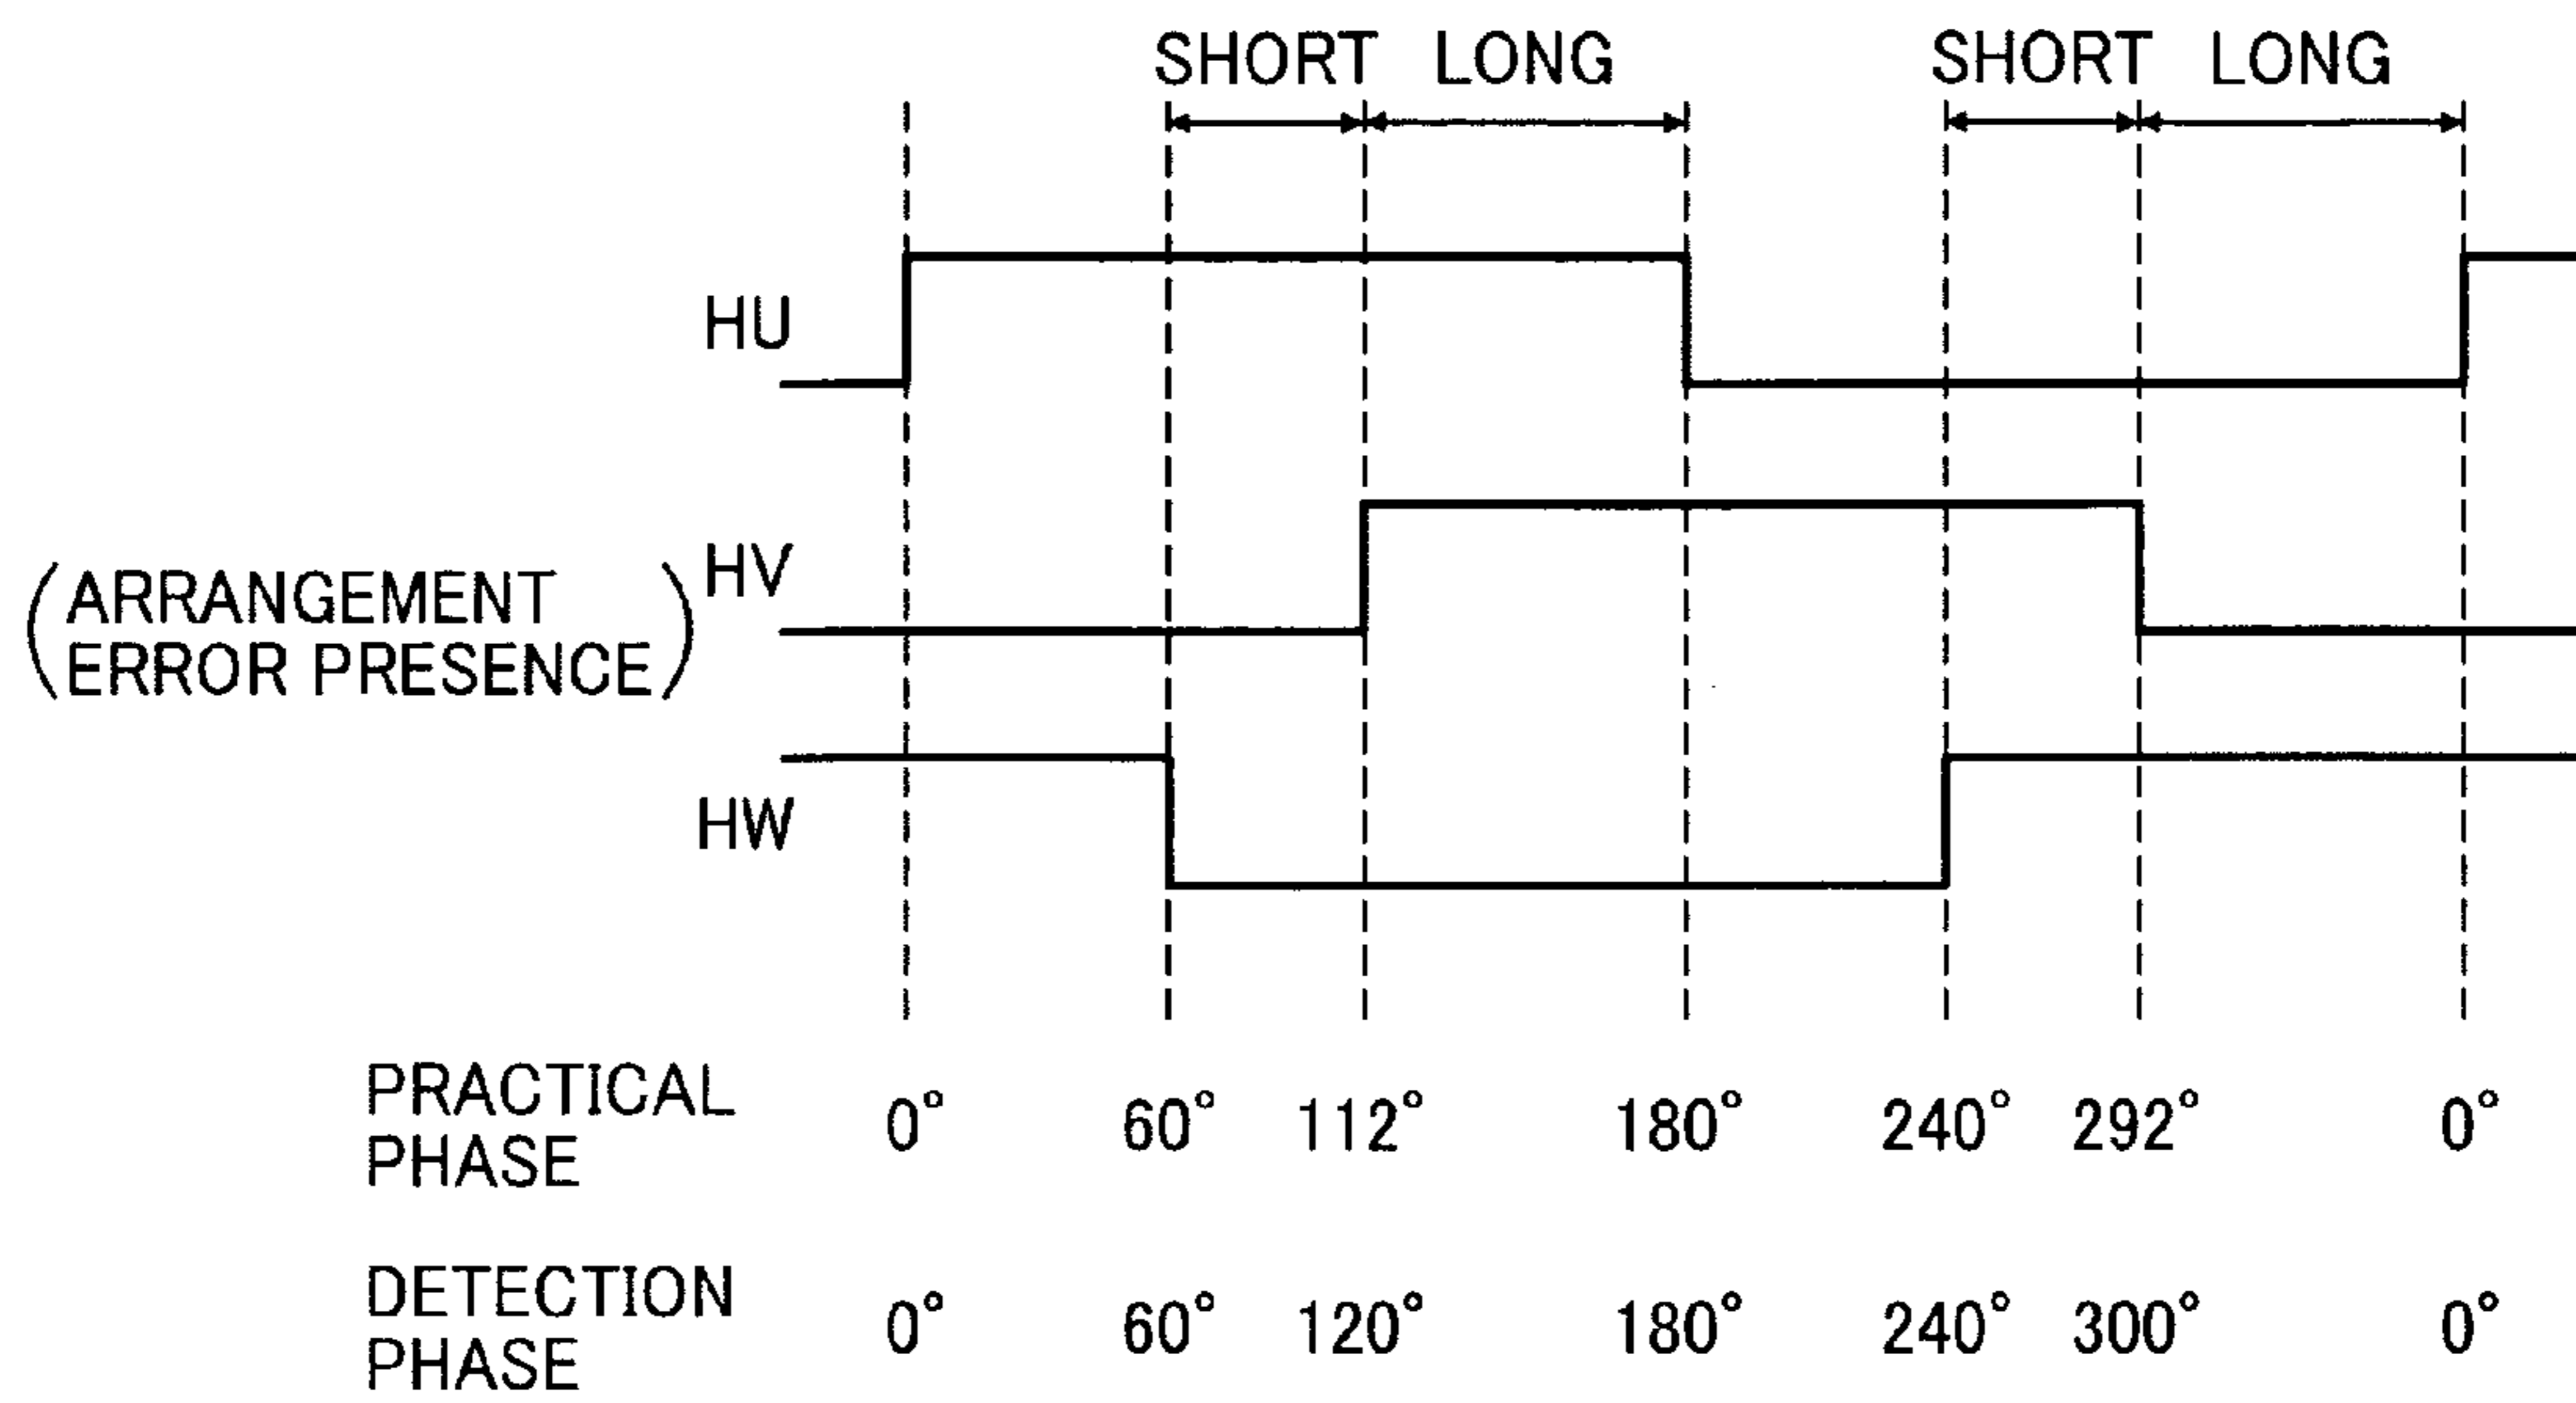 SHORT LONG SHORT LONG
HU
HV
(ARRANGEMENT
ERROR PRESENCE)
HW
PRACTICAL
PHASE
0° 60° 112° 180° 240° 292° 0°
DETECTION
PHASE
0° 60° 120° 180° 240° 300° 0°